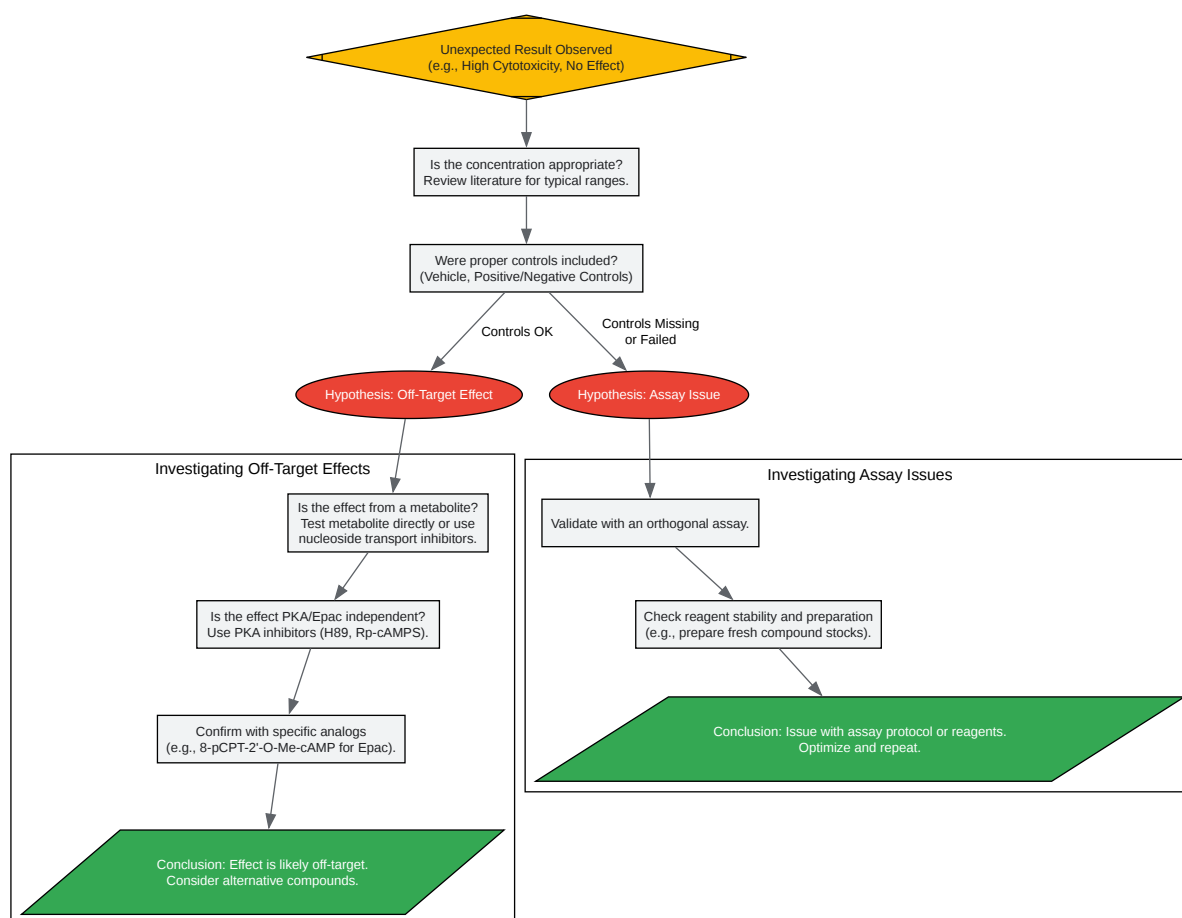 Unexpected Result Observed
(e.g., High Cytotoxicity, No Effect)
Is the concentration appropriate?
Review literature for typical ranges.
Were proper controls included?
(Vehicle, Positive/Negative Controls)
Controls OK
Controls Missing
or Failed
Hypothesis: Off-Target Effect
Hypothesis: Assay Issue
Investigating Off-Target Effects
Is the effect from a metabolite?
Test metabolite directly or use
nucleoside transport inhibitors.
Is the effect PKA/Epac independent?
Use PKA inhibitors (H89, Rp-cAMPS).
Confirm with specific analogs
(e.g., 8-pCPT-2'-O-Me-cAMP for Epac).
Conclusion: Effect is likely off-target.
Consider alternative compounds.
Investigating Assay Issues
Validate with an orthogonal assay.
Check reagent stability and preparation
(e.g., prepare fresh compound stocks).
Conclusion: Issue with assay protocol or reagents.
Optimize and repeat.